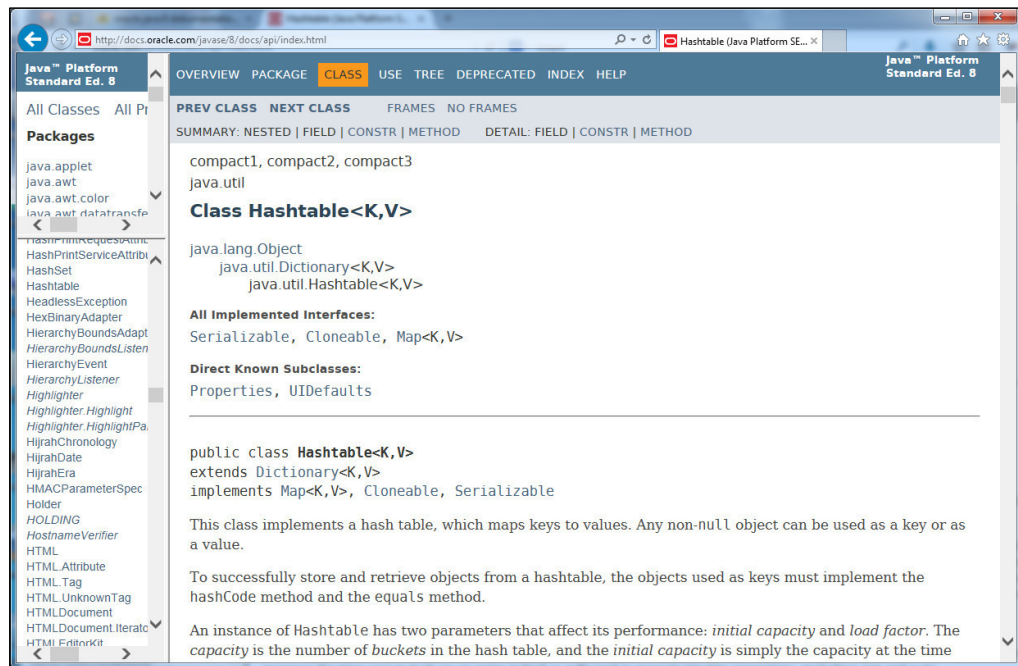 http://docs.oracle.com/javase/8/docs/api/index.html
Hashtable (Java Platform SE...
Java™ Platform
Standard Ed. 8
All Classes All Pr
Packages
java.applet
java.awt
java.awt.color
java.awt.datatransfe
HashPrintRequestAttrib
HashPrintServiceAttribu
HashSet
Hashtable
HeadlessException
HexBinaryAdapter
HierarchyBoundsAdapt
HierarchyBoundsListen
HierarchyEvent
HierarchyListener
Highlighter
Highlighter.Highlight
Highlighter.HighlightPa
HijrahChronology
HijrahDate
HijrahEra
HMACParameterSpec
Holder
HOLDING
HostnameVerifier
HTML
HTML.Attribute
HTML.Tag
HTML.UnknownTag
HTMLDocument
HTMLDocument.Iterato
HTMLEditorKit
OVERVIEW PACKAGE CLASS USE TREE DEPRECATED INDEX HELP
Java™ Platform
Standard Ed. 8
PREV CLASS NEXT CLASS FRAMES NO FRAMES
SUMMARY: NESTED | FIELD | CONSTR | METHOD DETAIL: FIELD | CONSTR | METHOD
compact1, compact2, compact3
java.util
Class Hashtable<K,V>
java.lang.Object
java.util.Dictionary<K,V>
java.util.Hashtable<K,V>
All Implemented Interfaces:
Serializable, Cloneable, Map<K,V>
Direct Known Subclasses:
Properties, UIDefaults
public class Hashtable<K,V>
extends Dictionary<K,V>
implements Map<K,V>, Cloneable, Serializable
This class implements a hash table, which maps keys to values. Any non-null object can be used as a key or as
a value.
To successfully store and retrieve objects from a hashtable, the objects used as keys must implement the
hashCode method and the equals method.
An instance of Hashtable has two parameters that affect its performance: initial capacity and load factor. The
capacity is the number of buckets in the hash table, and the initial capacity is simply the capacity at the time